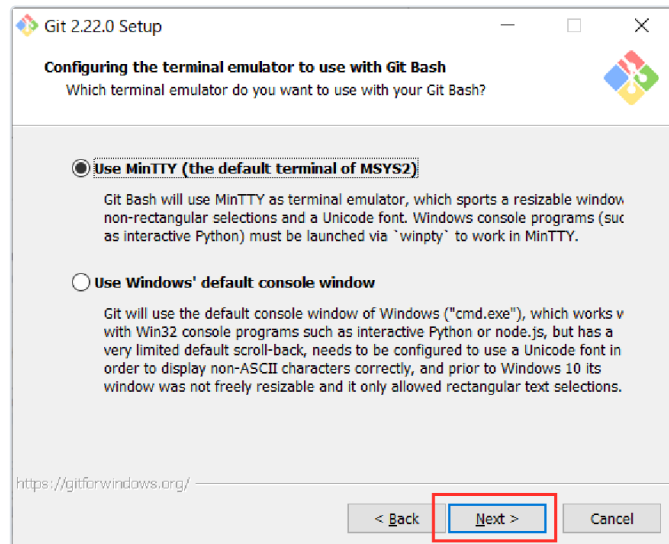 Git 2.22.0 Setup
Configuring the terminal emulator to use with Git Bash
Which terminal emulator do you want to use with your Git Bash?
Use MinTTY (the default terminal of MSYS2)
Git Bash will use MinTTY as terminal emulator, which sports a resizable window
non-rectangular selections and a Unicode font. Windows console programs (suc
as interactive Python) must be launched via `winpty` to work in MinTTY.
Use Windows' default console window
Git will use the default console window of Windows ("cmd.exe"), which works w
with Win32 console programs such as interactive Python or node.js, but has a
very limited default scroll-back, needs to be configured to use a Unicode font in
order to display non-ASCII characters correctly, and prior to Windows 10 its
window was not freely resizable and it only allowed rectangular text selections.
https://gitforwindows.org/
< Back Next > Cancel